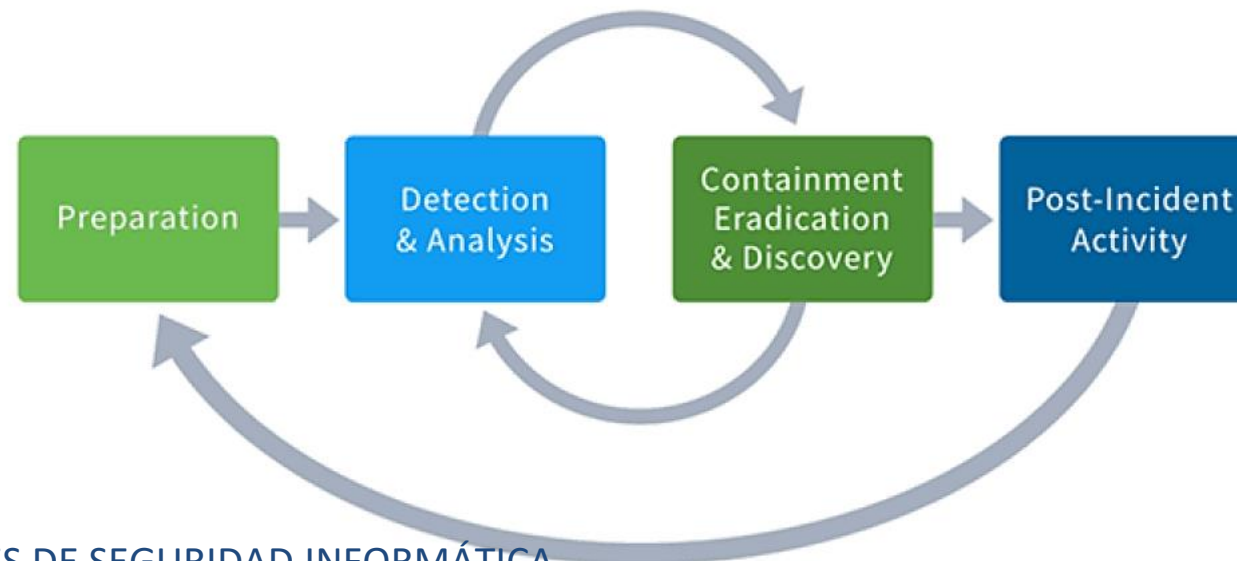 Preparation
Detection
& Analysis
Containment
Eradication
& Discovery
Post-Incident
Activity
DE SEGURIDAD INFORMÁTICA